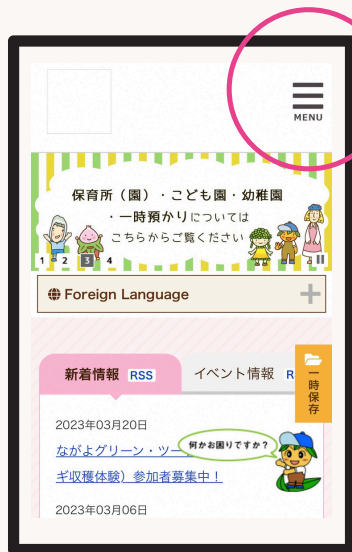 MENU
保育所（園）・こども園・幼稚園
・一時預かりについては
こちらからご覧ください
1 2 3 4
Foreign Language
新着情報 RSS
イベント情報 R
一時保存
2023年03月20日
ながよグリーン・ツー
何かお困りですか？
ギ収穫体験）参加者募集中！
2023年03月06日